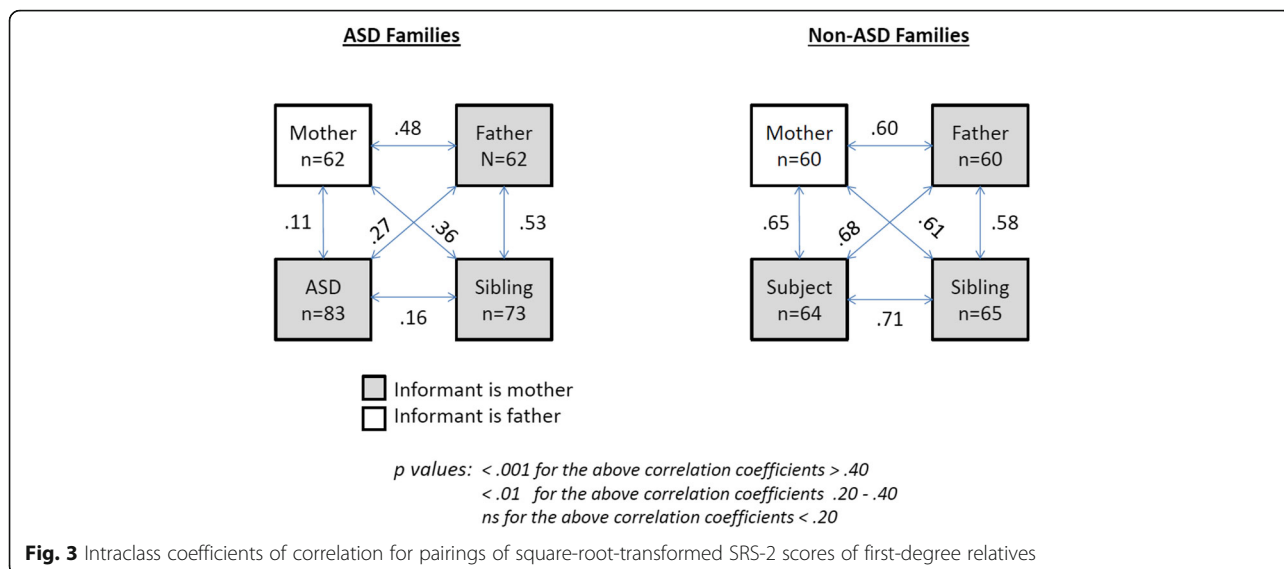 ASD Families
Non-ASD Families
Mother
n=62
.48
Father
N=62
.11
.27
.36
.53
ASD
n=83
.16
Sibling
n=73
Mother
n=60
.60
Father
n=60
.65
.68
.61
.58
Subject
n=64
.71
Sibling
n=65
Informant is mother
Informant is father
p values: < .001 for the above correlation coefficients > .40
< .01 for the above correlation coefficients .20 - .40
ns for the above correlation coefficients < .20
Fig. 3 Intraclass coefficients of correlation for pairings of square-root-transformed SRS-2 scores of first-degree relatives